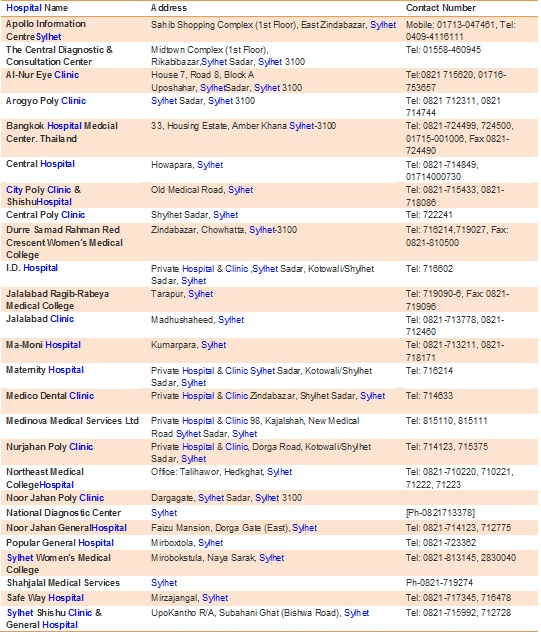 Hospital Name Address Contact Number
Apollo Information Sahib Shopping Complex (1st Floor), East Zindabazar, Sylhet Mobile: 01713-047461, Tel:
CentreSylhet 0409-4116111
The Central Diagnostic & Midtown Complex (1st Floor), Tel: 01558-460945
Consultation Center Rikabibazar,Sylhet Sadar, Sylhet 3100
Al-Nur Eye Clinic House 7, Road 8, Block A Tel:0821 715620, 01716-
Uposhahar, SylhetSadar, Sylhet 3100 753657
Arogyo Poly Clinic Sylhet Sadar, Sylhet 3100 Tel: 0821 712311, 0821
714744
Bangkok Hospital Medcial 33, Housing Estate, Amber Khana Sylhet-3100 Tel: 0821-724499, 724500,
Center. Thailand 01715-001006, Fax 0821-
724490
Central Hospital Howapara, Sylhet Tel: 0821-714849,
01714000730
City Poly Clinic & Old Medical Road, Sylhet Tel: 0821-715433, 0821-
ShishuHospital 718086
Central Poly Clinic Shylhet Sadar, Sylhet Tel: 722241
Durre Samad Rahman Red Zindabazar, Chowhatta, Sylhet-3100 Tel: 716214,719027, Fax:
Crescent Women's Medical 0821-810500
College
I.D. Hospital Private Hospital & Clinic ,Sylhet Sadar, Kotowali/Shylhet Tel: 716602
Sadar, Sylhet
Jalalabad Ragib-Rabeya Tarapur, Sylhet Tel: 719090-6, Fax: 0821-
Medical College 719096
Jalalabad Clinic Madhushaheed, Sylhet Tel: 0821-713778, 0821-
712460
Ma-Moni Hospital Kumarpara, Sylhet Tel: 0821-713211, 0821-
718171
Maternity Hospital Private Hospital & Clinic Sylhet Sadar, Kotowali/Shylhet Tel: 716214
Sadar, Sylhet
Medico Dental Clinic Private Hospital & Clinic Zindabazar, Shylhet Sadar, Sylhet Tel: 714633
Medinova Medical Services Ltd Private Hospital & Clinic 98, Kajalshah, New Medical Tel: 815110, 815111
Road Sylhet Sadar, Sylhet
Nurjahan Poly Clinic Private Hospital & Clinic, Dorga Road, Kotowali/Shylhet Tel: 714123, 715375
Sadar, Sylhet
Northeast Medical Office: Talihawor, Hedkghat, Sylhet Tel: 0821-710220, 710221,
CollegeHospital 71222, 71223
Noor Jahan Poly Clinic Dargagate, Sylhet Sadar, Sylhet 3100
National Diagnostic Center Sylhet [Ph-0821713378]
Noor Jahan GeneralHospital Faizu Mansion, Dorga Gate (East), Sylhet Tel: 0821-714123, 712775
Popular General Hospital Mirboxtola, Sylhet Tel: 0821-723362
Sylhet Women's Medical Mirobokstula, Naya Sarak, Sylhet Tel: 0821-813145, 2830040
College
Shahjalal Medical Services Sylhet Ph-0821-719274
Safe Way Hospital Mirzajangal, Sylhet Tel: 0821-717345, 716478
Sylhet Shishu Clinic & UpoKantho R/A, Subahani Ghat (Bishwa Road), Sylhet Tel: 0821-715992, 712728
General Hospital